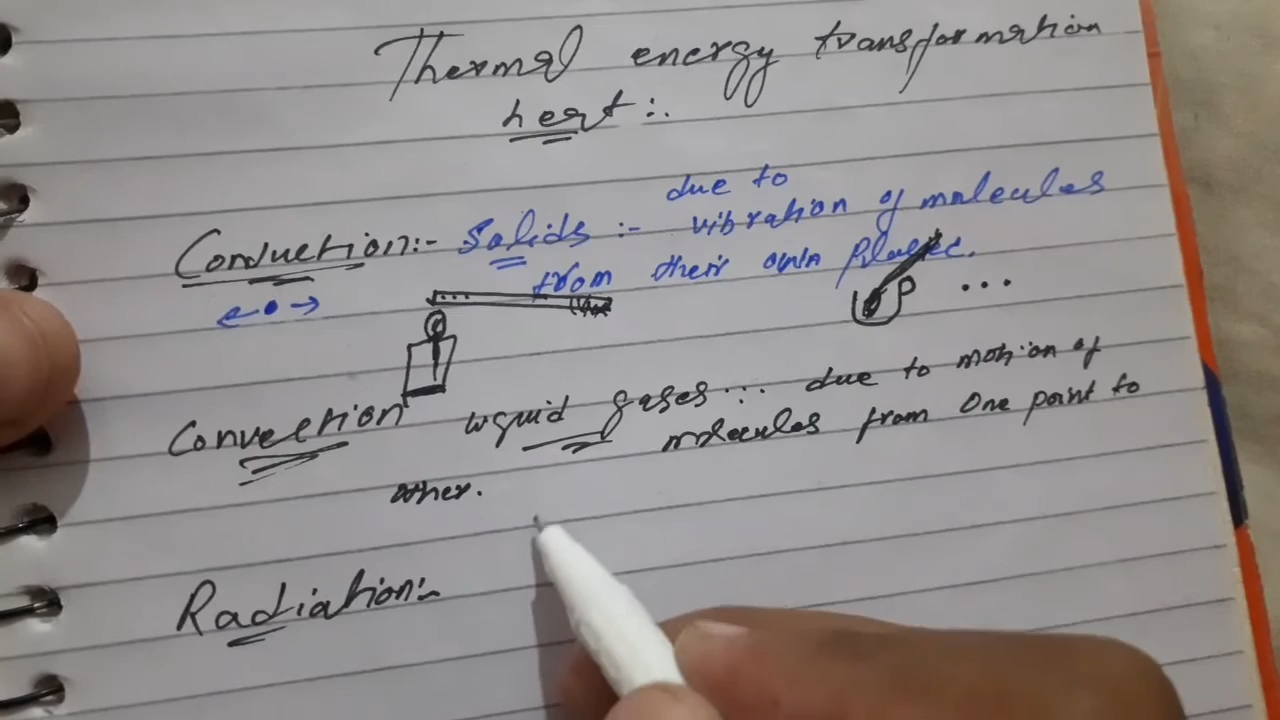 Thermal energy transformation
heat :.
due to
Conduction:- Solids :- vibration of molecules
from their own places.
Convection liquid gases... due to motion of
molecules from one point to
other.
Radiation:-